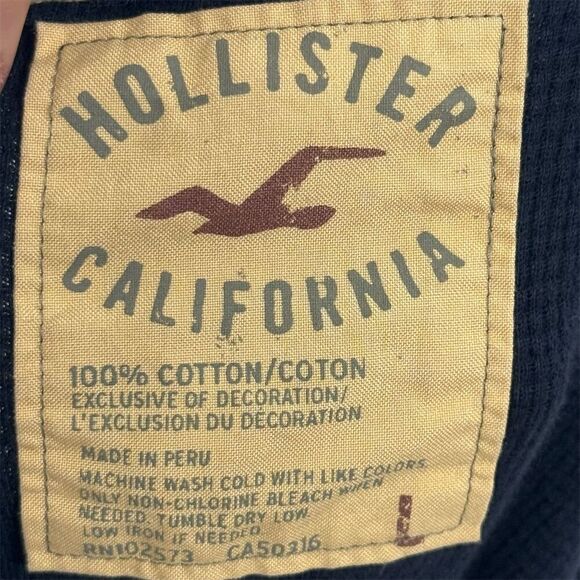 HOLLISTER
CALIFORNIA
100% COTTON/COTON
EXCLUSIVE OF DECORATION/
L'EXCLUSION DU DÉCORATION
MADE IN PERU
MACHINE WASH COLD WITH LIKE COLORS
ONLY NON-CHLORINE BLEACH WHEN
NEEDED. TUMBLE DRY LOW.
LOW IRON IF NEEDED.
RN102573 CA50216
L